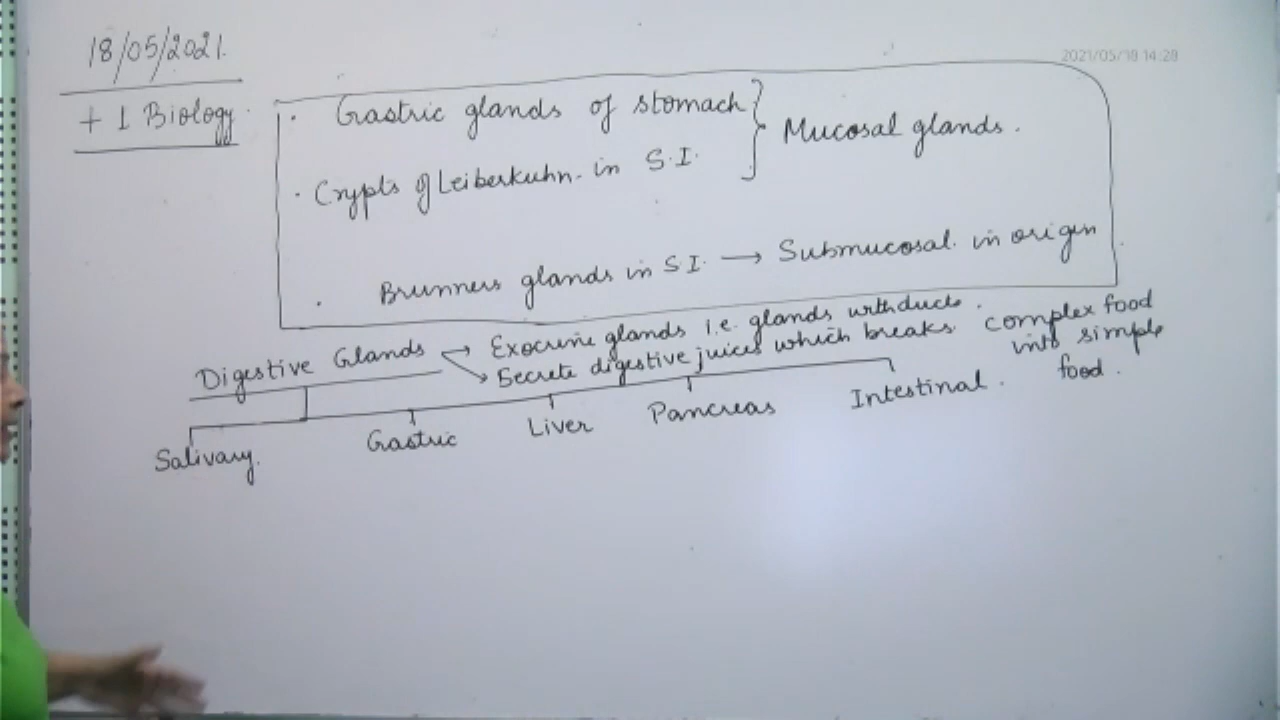 18/05/2021.
2021/05/18 14:28
+ 1 Biology.
· Gastric glands of stomach } Mucosal glands.
· Crypts of Leiberkuhn. in S.I.
· Brunners glands in S.I. → Submucosal. in origin
Digestive Glands → Exocrine glands i.e. glands with ducts.
→ Secrete digestive juices which breaks complex food
into simple
food.
Salivary. Gastric Liver Pancreas Intestinal.